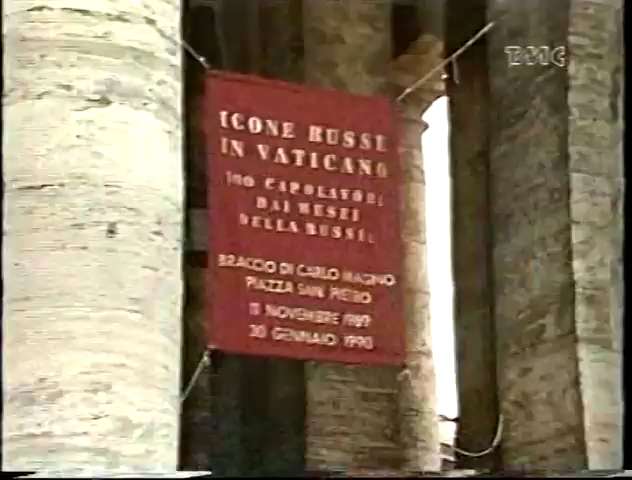 TMC
ICONE RUSSE
IN VATICANO
100 CAPOLAVORI
DAI MUSEI
DELLA RUSSIA
BRACCIO DI CARLO MAGNO
PIAZZA SAN PIETRO
11 NOVEMBRE 1989
30 GENNAIO 1990